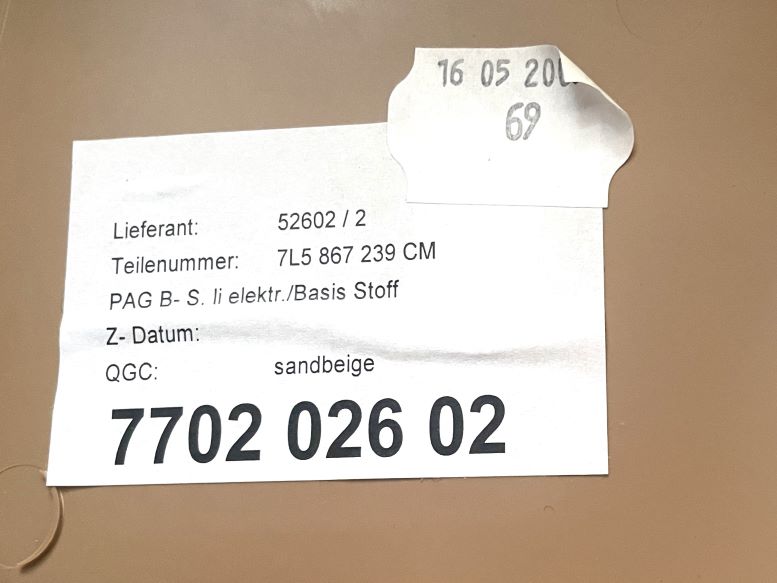 16 05 20
69
Lieferant: 52602 / 2
Teilenummer: 7L5 867 239 CM
PAG B- S. li elektr./Basis Stoff
Z- Datum:
QGC: sandbeige
7702 026 02